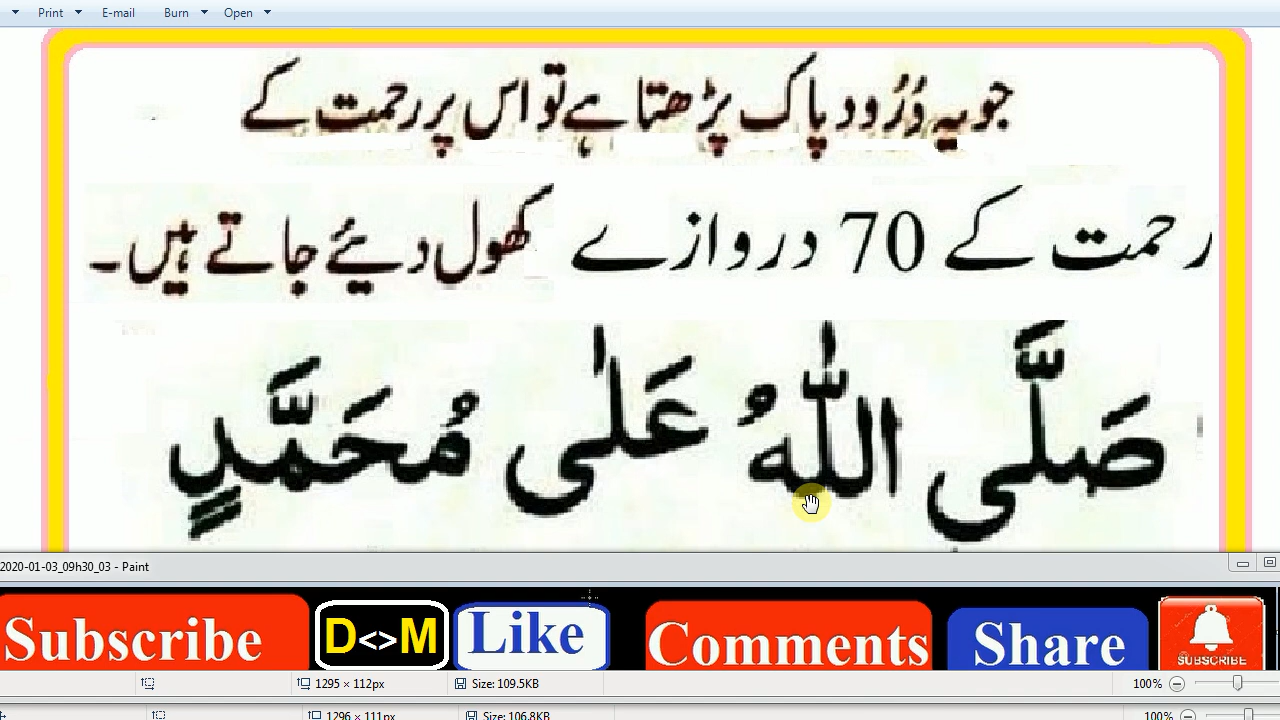 Print E-mail Burn Open
جو یہ دُرُود پاک پڑھتا ہے تو اس پر رحمت کے
رحمت کے 70 دروازے کھول دیئے جاتے ہیں۔
صَلَّی اللّٰہُ عَلٰی مُحَمَّدٍ
2020-01-03_09h30_03 - Paint
Subscribe D<>M Like Comments Share SUBSCRIBE
1295 × 112px Size: 109.5KB 100%
1296 × 111px Size: 106.8KB 100%